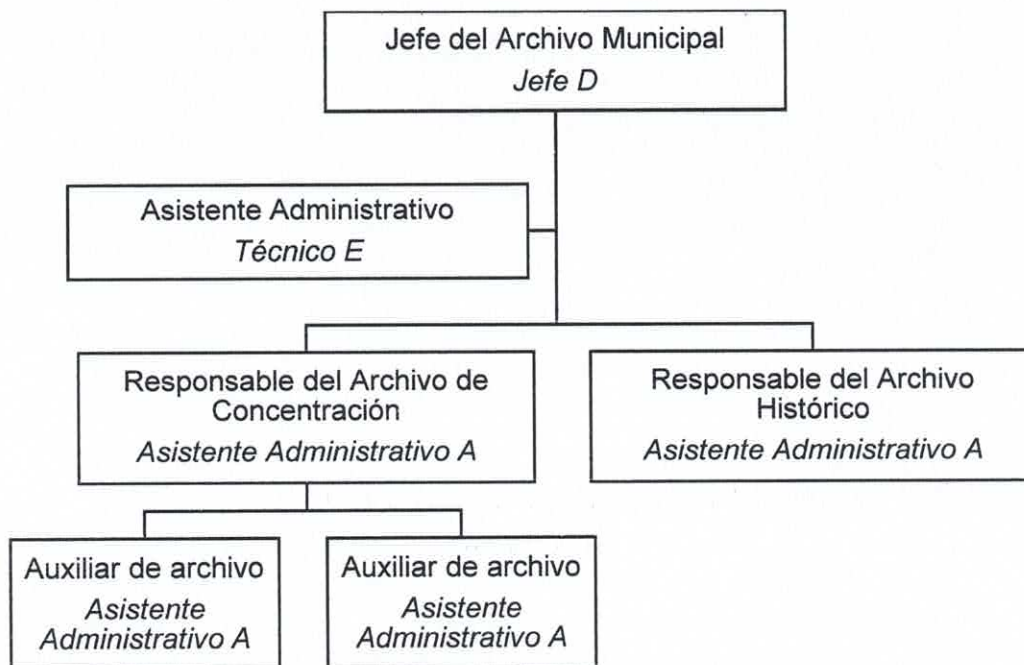 Jefe del Archivo Municipal
Jefe D
Asistente Administrativo
Técnico E
Responsable del Archivo de
Concentración
Asistente Administrativo A
Responsable del Archivo
Histórico
Asistente Administrativo A
Auxiliar de archivo
Asistente
Administrativo A
Auxiliar de archivo
Asistente
Administrativo A